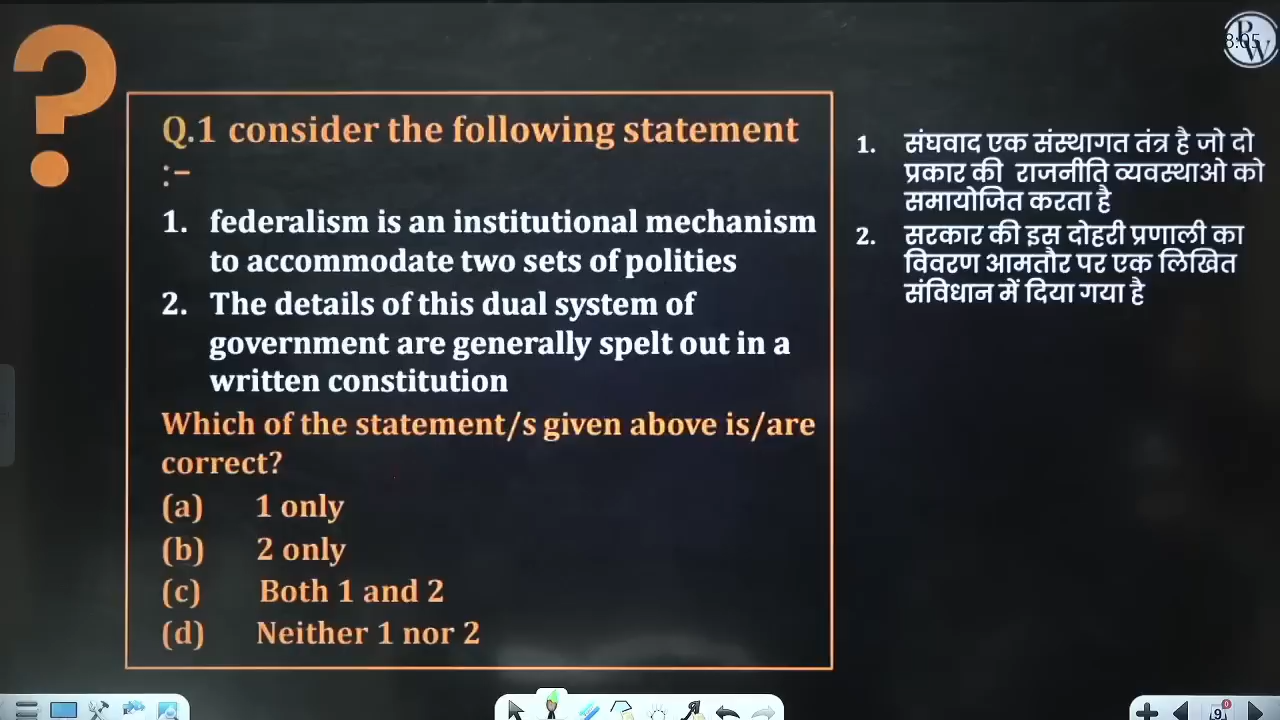 Q.1 consider the following statement
:–
1. federalism is an institutional mechanism
to accommodate two sets of polities
2. The details of this dual system of
government are generally spelt out in a
written constitution
Which of the statement/s given above is/are
correct?
(a) 1 only
(b) 2 only
(c) Both 1 and 2
(d) Neither 1 nor 2
1. संघवाद एक संस्थागत तंत्र है जो दो
प्रकार की राजनीति व्यवस्थाओ को
समायोजित करता है
2. सरकार की इस दोहरी प्रणाली का
विवरण आमतौर पर एक लिखित
संविधान में दिया गया है
PW